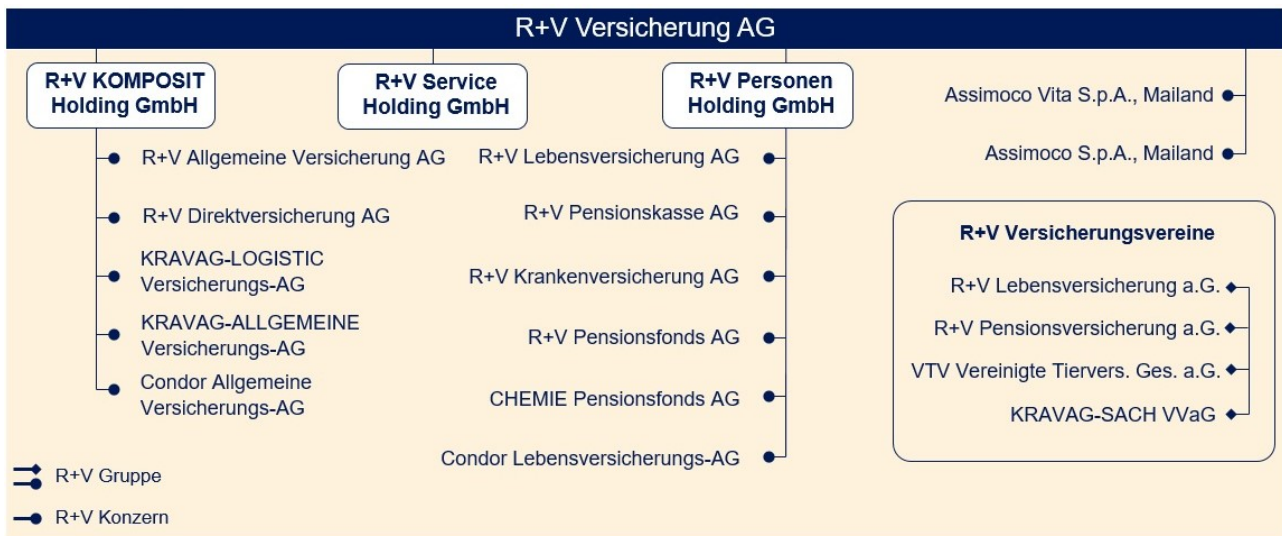 R+V Versicherung AG
R+V KOMPOSIT
Holding GmbH
R+V Allgemeine Versicherung AG
R+V Direktversicherung AG
KRAVAG-LOGISTIC
Versicherungs-AG
KRAVAG-ALLGEMEINE
Versicherungs-AG
Condor Allgemeine
Versicherungs-AG
R+V Service
Holding GmbH
R+V Personen
Holding GmbH
R+V Lebensversicherung AG
R+V Pensionskasse AG
R+V Krankenversicherung AG
R+V Pensionsfonds AG
CHEMIE Pensionsfonds AG
Condor Lebensversicherungs-AG
Assimoco Vita S.p.A., Mailand
Assimoco S.p.A., Mailand
R+V Versicherungsvereine
R+V Lebensversicherung a.G.
R+V Pensionsversicherung a.G.
VTV Vereinigte Tiervers. Ges. a.G.
KRAVAG-SACH VVaG
R+V Gruppe
R+V Konzern